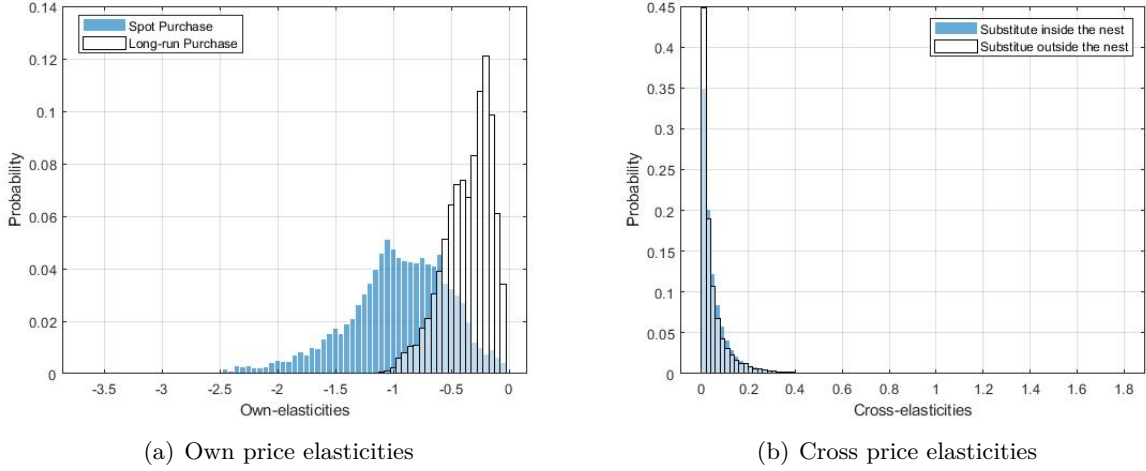 0.14
0.12
0.1
0.08
0.06
0.04
0.02
0
Probability
Spot Purchase
Long-run Purchase
-3.5 -3 -2.5 -2 -1.5 -1 -0.5 0
Own-elasticities
(a) Own price elasticities
0.45
0.4
0.35
0.3
0.25
0.2
0.15
0.1
0.05
0
Probability
Substitute inside the nest
Substitue outside the nest
0 0.2 0.4 0.6 0.8 1 1.2 1.4 1.6 1.8
Cross-elasticities
(b) Cross price elasticities